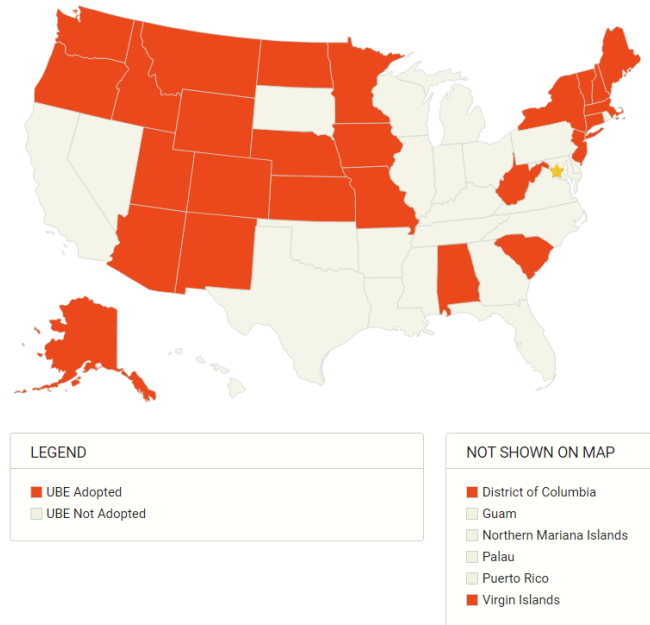 LEGEND
UBE Adopted
UBE Not Adopted
NOT SHOWN ON MAP
District of Columbia
Guam
Northern Mariana Islands
Palau
Puerto Rico
Virgin Islands